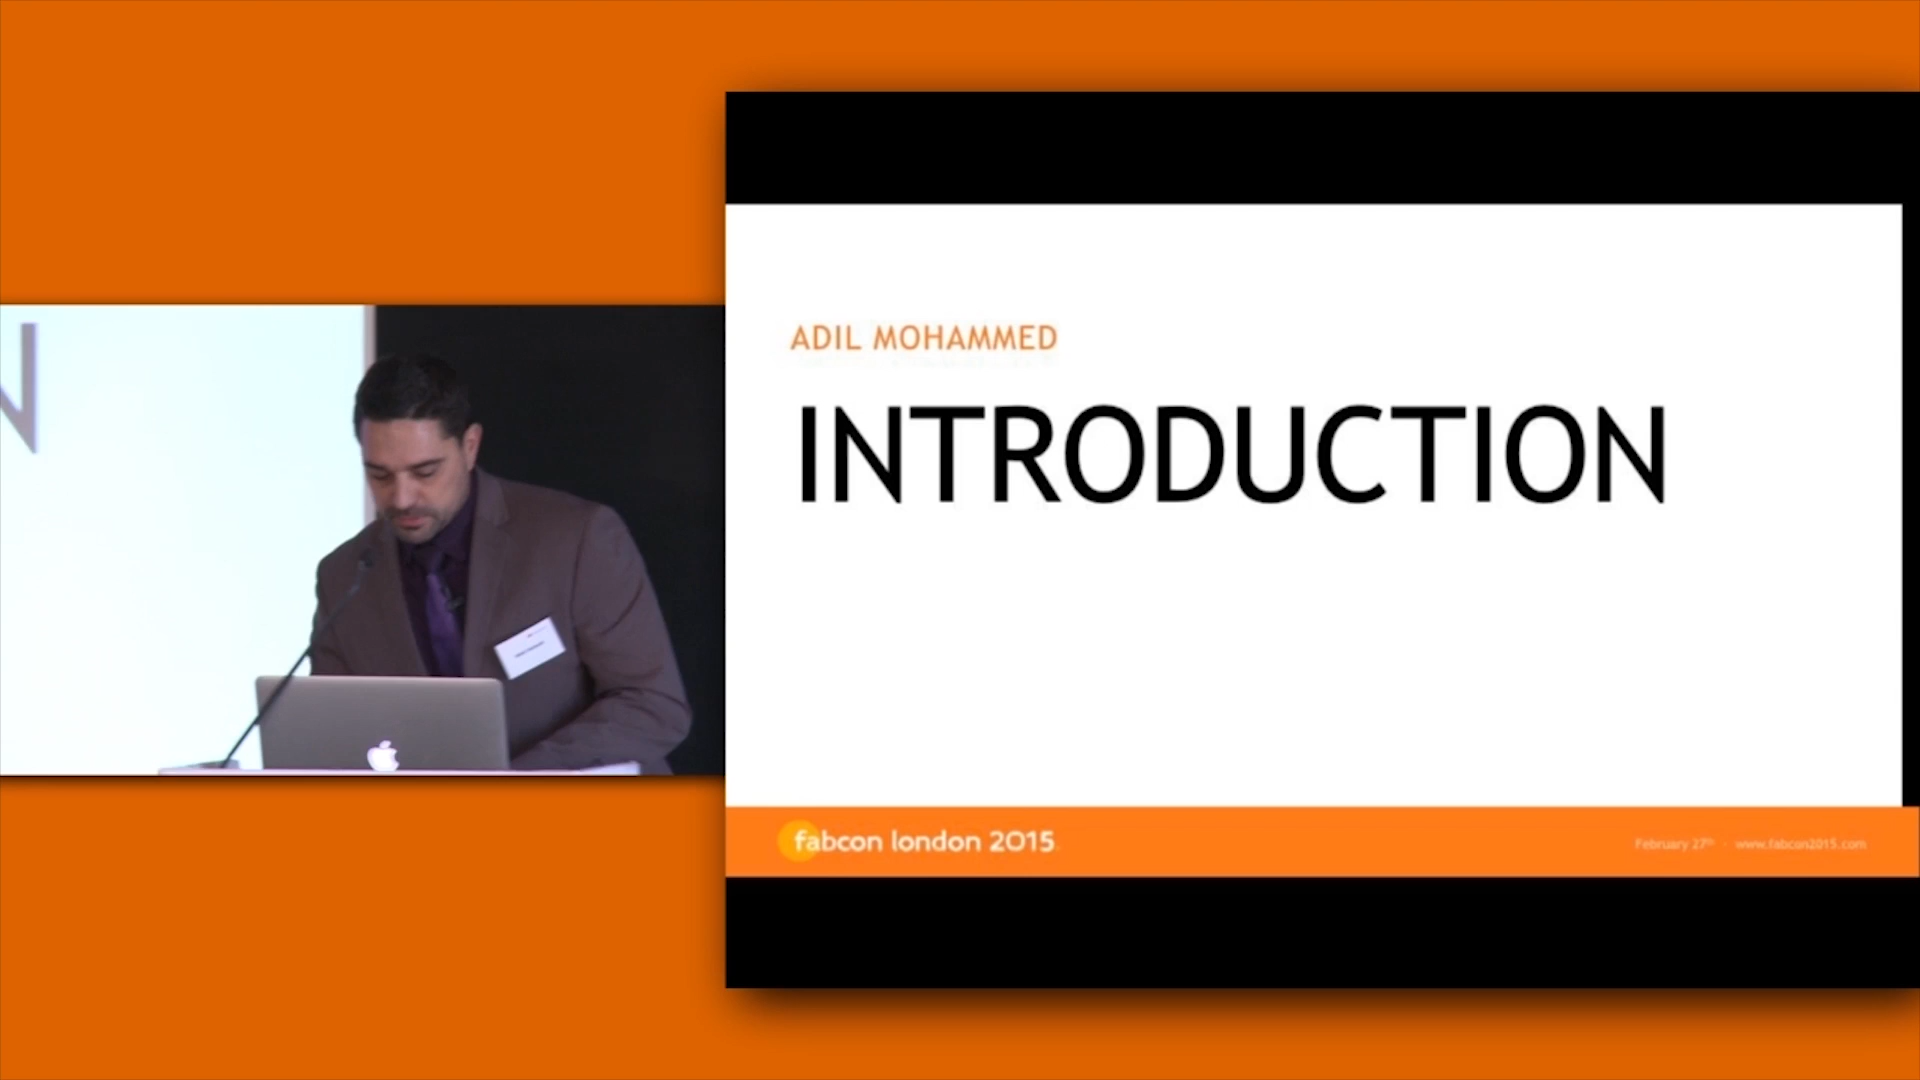 N
ADIL MOHAMMED
INTRODUCTION
fabcon london 2015
February 27th · www.fabcon2015.com